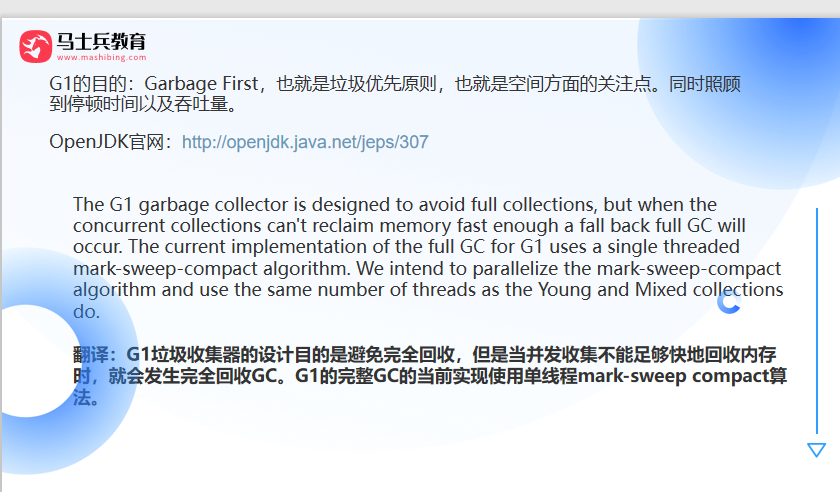 马士兵教育
www.mashibing.com
G1的目的：Garbage First，也就是垃圾优先原则，也就是空间方面的关注点。同时照顾
到停顿时间以及吞吐量。
OpenJDK官网：http://openjdk.java.net/jeps/307
The G1 garbage collector is designed to avoid full collections, but when the
concurrent collections can't reclaim memory fast enough a fall back full GC will
occur. The current implementation of the full GC for G1 uses a single threaded
mark-sweep-compact algorithm. We intend to parallelize the mark-sweep-compact
algorithm and use the same number of threads as the Young and Mixed collections
do.
翻译：G1垃圾收集器的设计目的是避免完全回收，但是当并发收集不能足够快地回收内存
时，就会发生完全回收GC。G1的完整GC的当前实现使用单线程mark-sweep compact算
法。